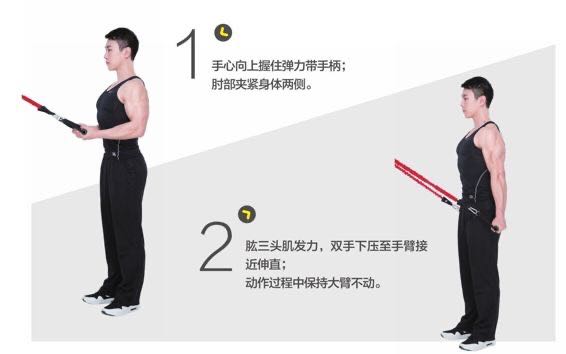 1
手心向上握住弹力带手柄；
肘部夹紧身体两侧。
2
肱三头肌发力，双手下压至手臂接
近伸直；
动作过程中保持大臂不动。